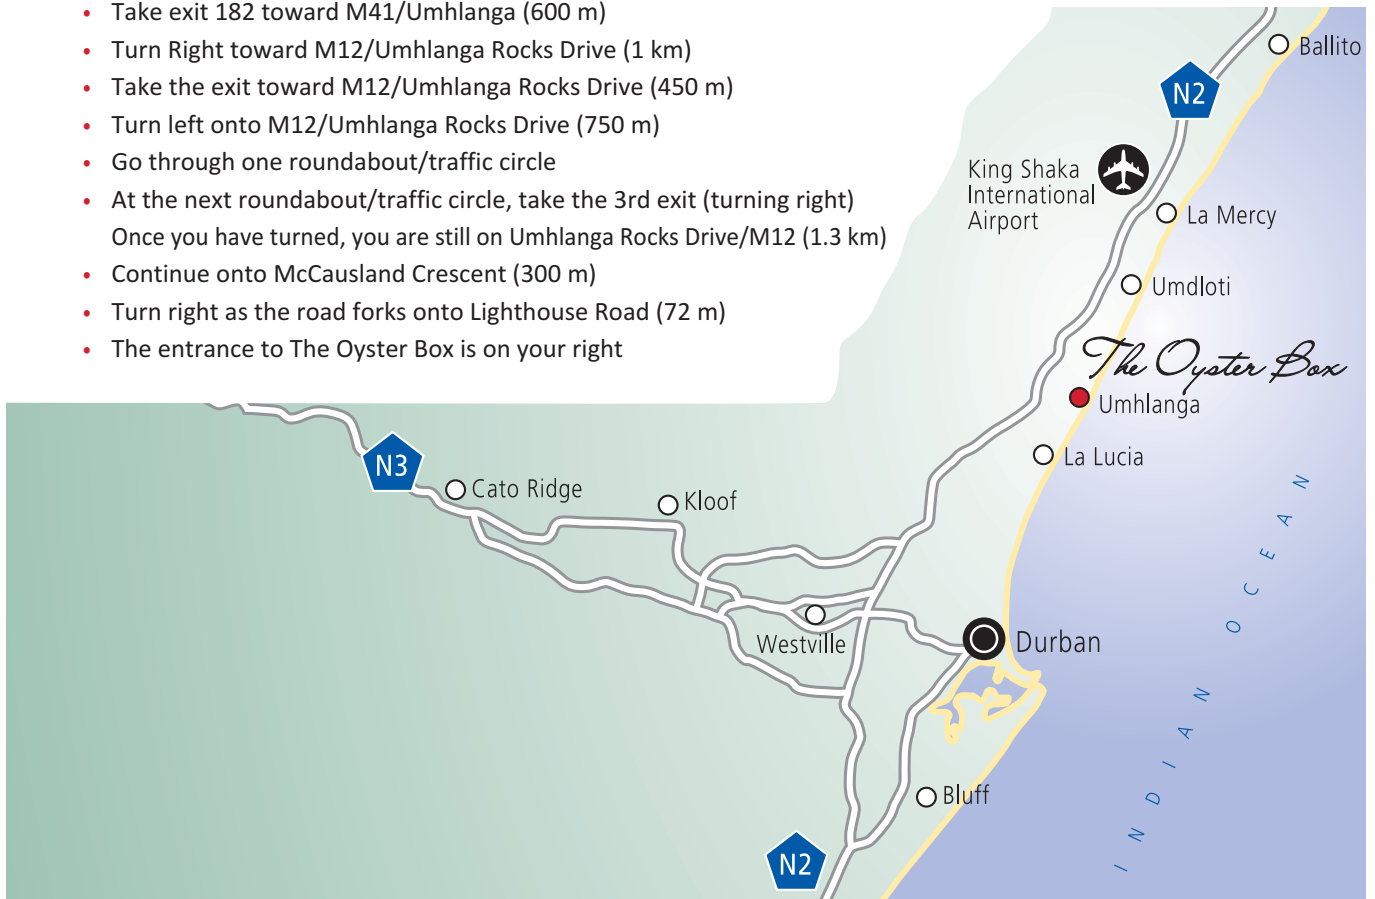 • Take exit 182 toward M41/Umhlanga (600 m)
• Turn Right toward M12/Umhlanga Rocks Drive (1 km)
• Take the exit toward M12/Umhlanga Rocks Drive (450 m)
• Turn left onto M12/Umhlanga Rocks Drive (750 m)
• Go through one roundabout/traffic circle
• At the next roundabout/traffic circle, take the 3rd exit (turning right)
Once you have turned, you are still on Umhlanga Rocks Drive/M12 (1.3 km)
• Continue onto McCausland Crescent (300 m)
• Turn right as the road forks onto Lighthouse Road (72 m)
• The entrance to The Oyster Box is on your right
Ballito
N2
King Shaka
International
Airport
La Mercy
Umdloti
The Oyster Box
Umhlanga
La Lucia
N3
Cato Ridge
Kloof
Westville
Durban
Bluff
N2
INDIAN OCEAN